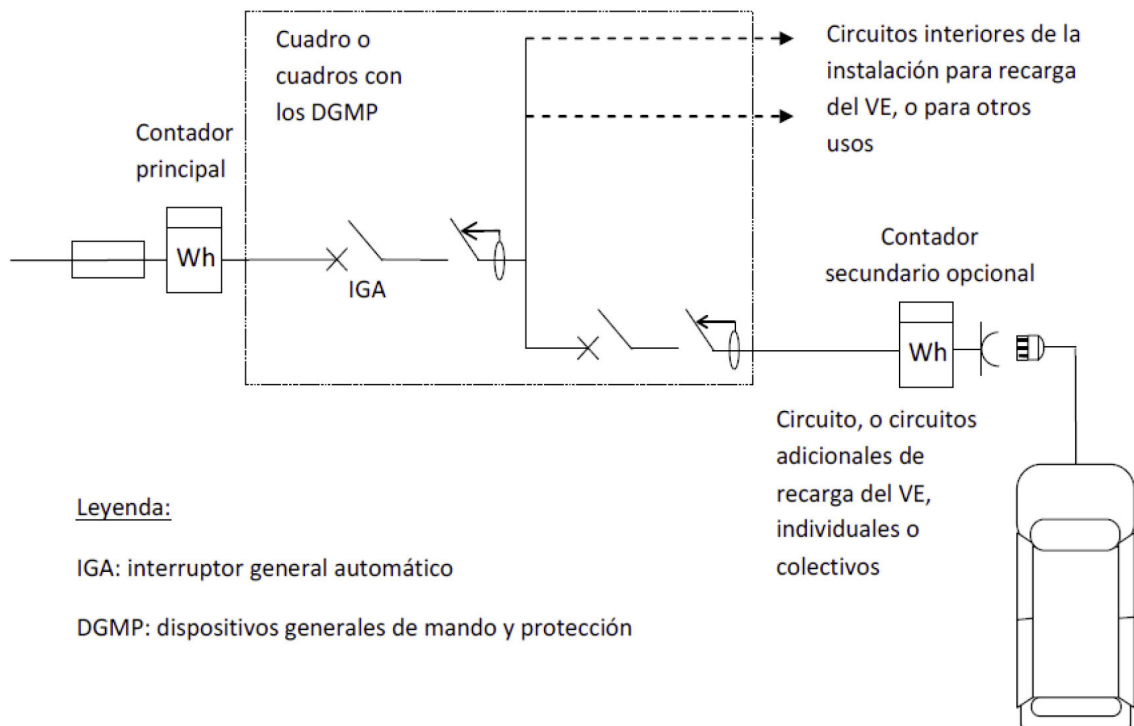 Cuadro o
cuadros con
los DGMP
Circuitos interiores de la
instalación para recarga
del VE, o para otros
usos
Contador
principal
Wh
IGA
Contador
secundario opcional
Wh
Circuito, o circuitos
adicionales de
recarga del VE,
individuales o
colectivos
Leyenda:
IGA: interruptor general automático
DGMP: dispositivos generales de mando y protección